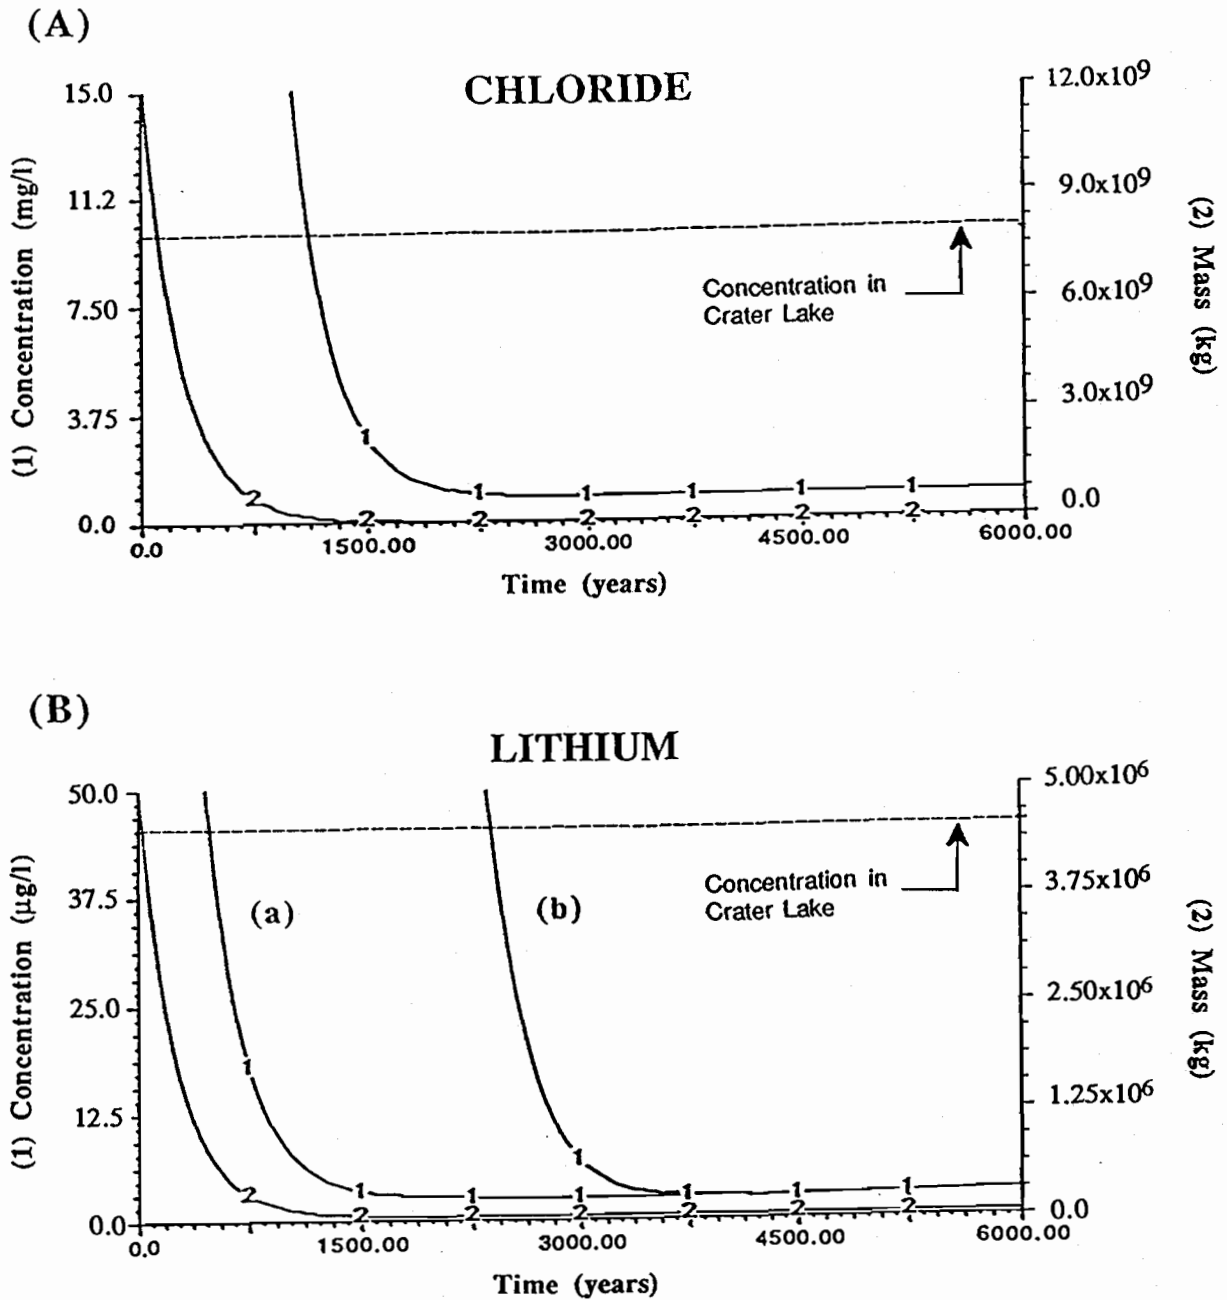 (A)
CHLORIDE
(1) Concentration (mg/l)
15.0
11.2
7.50
3.75
0.0
12.0x10⁹
9.0x10⁹
6.0x10⁹
3.0x10⁹
0.0
(2) Mass (kg)
Concentration in
Crater Lake
1 1 1 1 1 1
2 2 2 2 2 2 2
0.0 1500.00 3000.00 4500.00 6000.00
Time (years)
(B)
LITHIUM
(1) Concentration (µg/l)
50.0
37.5
25.0
12.5
0.0
5.00x10⁶
3.75x10⁶
2.50x10⁶
1.25x10⁶
0.0
(2) Mass (kg)
(a)
(b)
Concentration in
Crater Lake
1 1
1 1 1 1 1 1
2 2 2 2 2 2
0.0 1500.00 3000.00 4500.00 6000.00
Time (years)